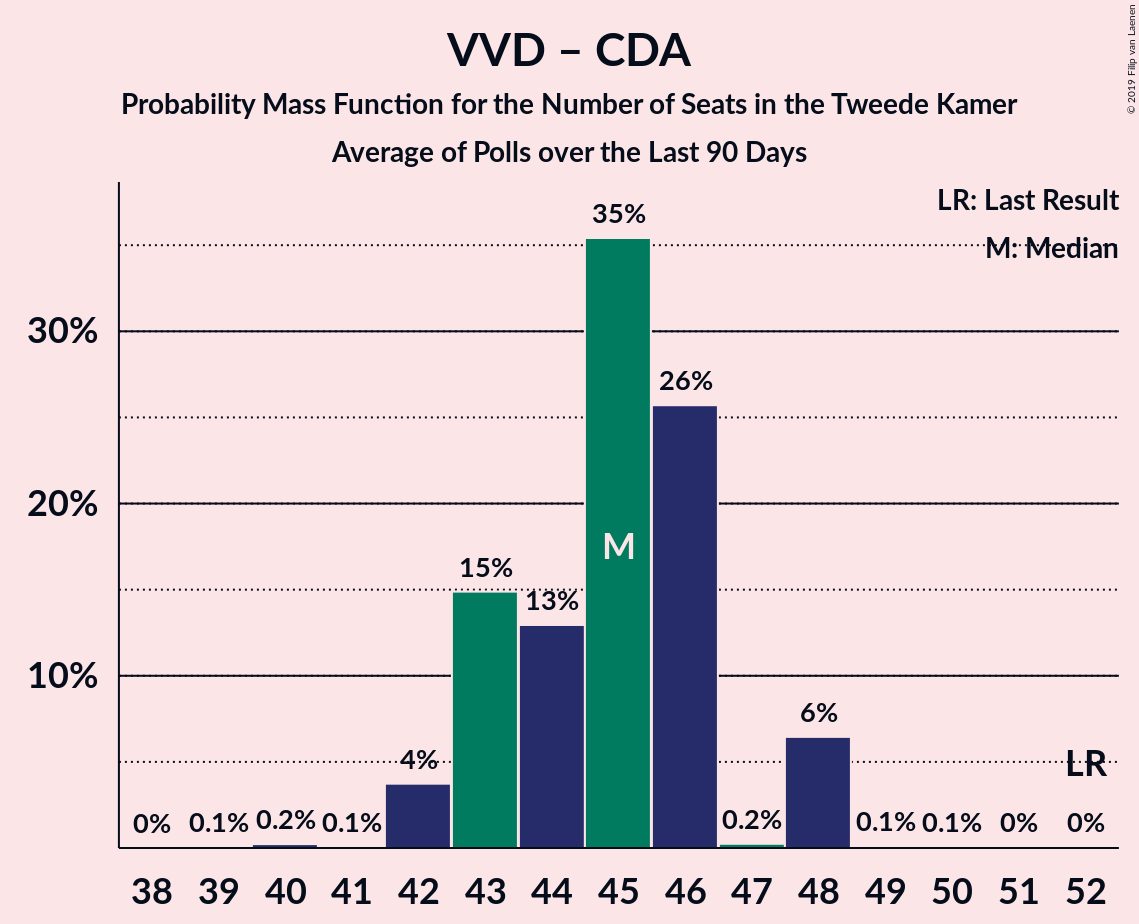 VVD – CDA
Probability Mass Function for the Number of Seats in the Tweede Kamer
Average of Polls over the Last 90 Days
© 2019 Filip van Laenen
LR: Last Result
M: Median
35%
30%
26%
20%
M
15%
13%
10%
6%
4%
LR
0% 0.1% 0.2% 0.1% 0.2% 0.1% 0.1% 0% 0%
38 39 40 41 42 43 44 45 46 47 48 49 50 51 52